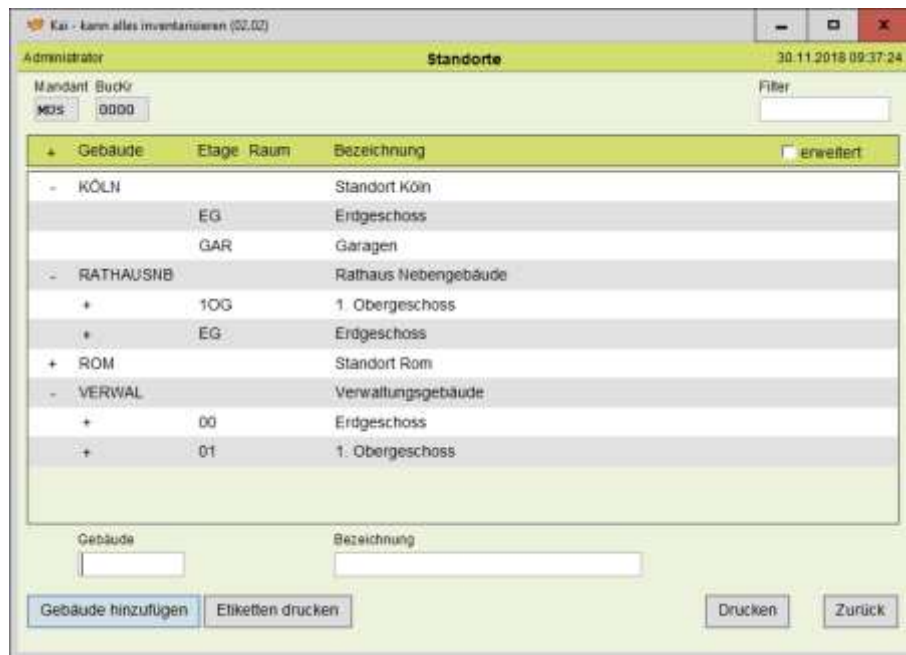 Kai - kann alles inventarisieren (02.02)
Administrator Standorte 30.11.2018 09:37:24
Mandant BucKr Filter
MDS 0000
+ Gebäude Etage Raum Bezeichnung erweitert
- KÖLN Standort Köln
EG Erdgeschoss
GAR Garagen
- RATHAUSNB Rathaus Nebengebäude
+ 1OG 1. Obergeschoss
+ EG Erdgeschoss
+ ROM Standort Rom
- VERWAL Verwaltungsgebäude
+ 00 Erdgeschoss
+ 01 1. Obergeschoss
Gebäude Bezeichnung
Gebäude hinzufügen Etiketten drucken Drucken Zurück